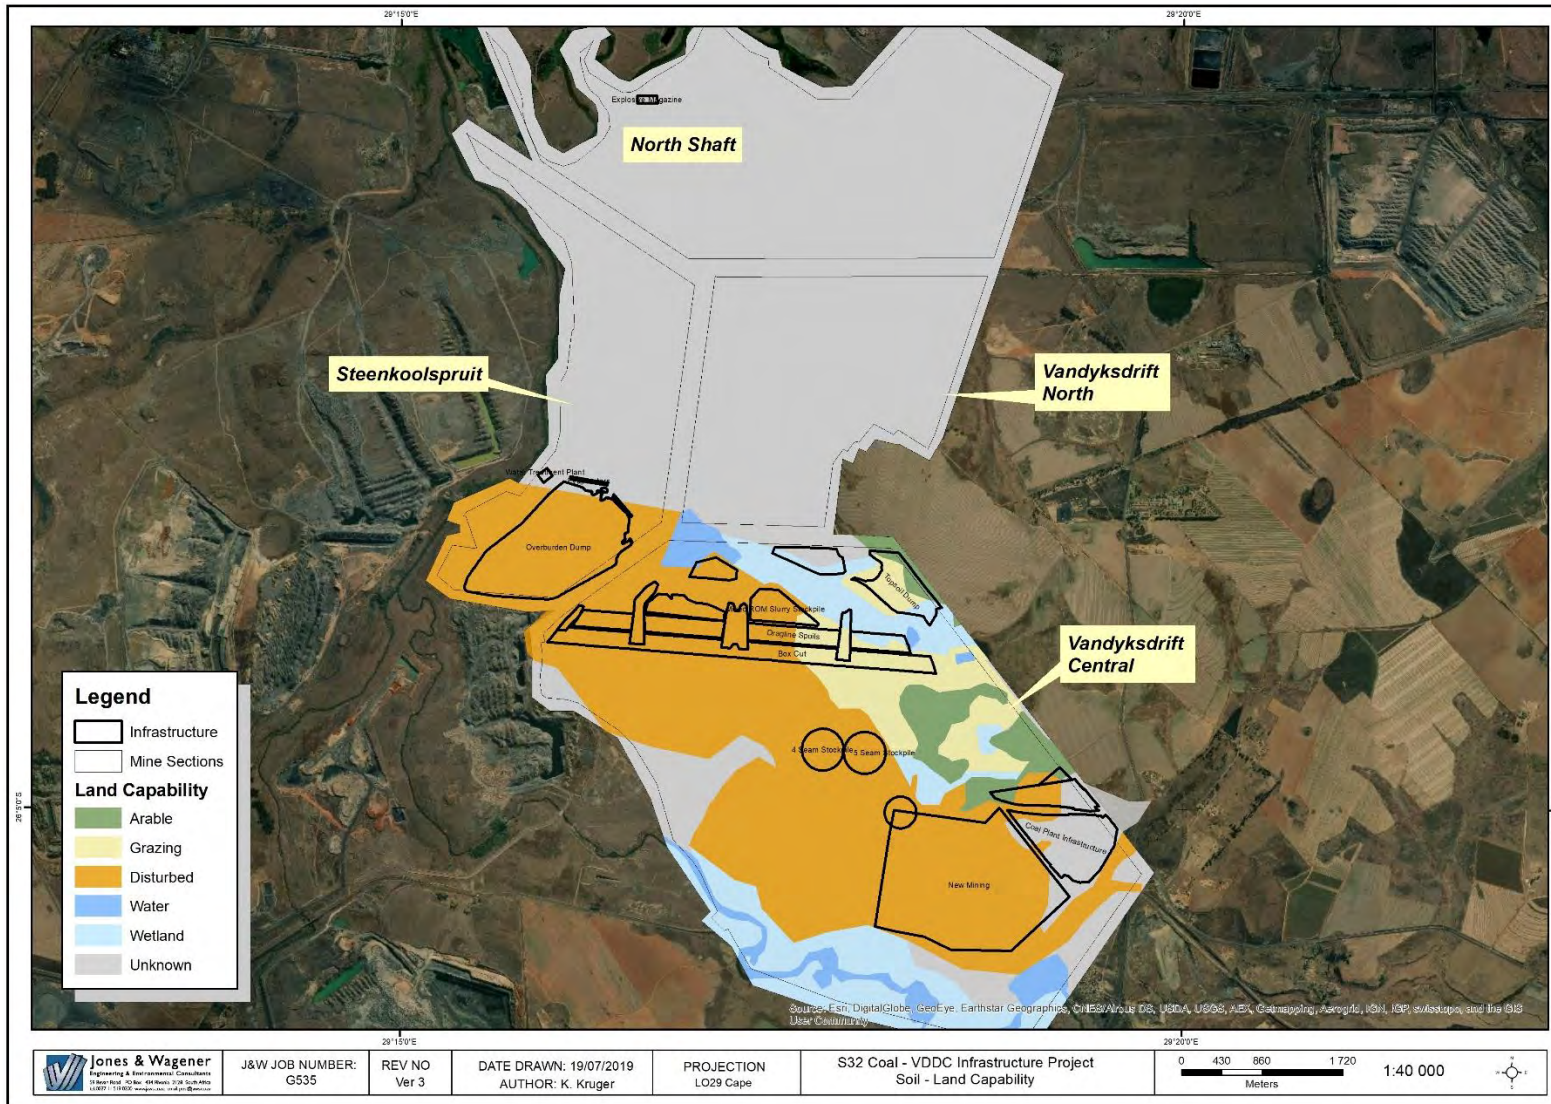 29°15'0"E
29°20'0"E
North Shaft
Steenkoolspruit
Vandyksdrift
North
Overburden Dump
Topsoil Dump
ROM Slurry Stockpile
Dragline Spoils
Box Cut
Vandyksdrift
Central
4 Seam Stockpile
5 Seam Stockpile
Coal Plant Infrastructure
New Mining
26°15'0"S
Legend
Infrastructure
Mine Sections
Land Capability
Arable
Grazing
Disturbed
Water
Wetland
Unknown
Source: Esri, DigitalGlobe, GeoEye, Earthstar Geographics, CNES/Airbus DS, USDA, USGS, AEX, Getmapping, Aerogrid, IGN, IGP, swisstopo, and the GIS
User Community
29°15'0"E
29°20'0"E
Jones & Wagener
Engineering & Environmental Consultants
J&W JOB NUMBER:
G535
REV NO
Ver 3
DATE DRAWN: 19/07/2019
AUTHOR: K. Kruger
PROJECTION
LO29 Cape
S32 Coal - VDDC Infrastructure Project
Soil - Land Capability
0 430 860 1 720
Meters
1:40 000